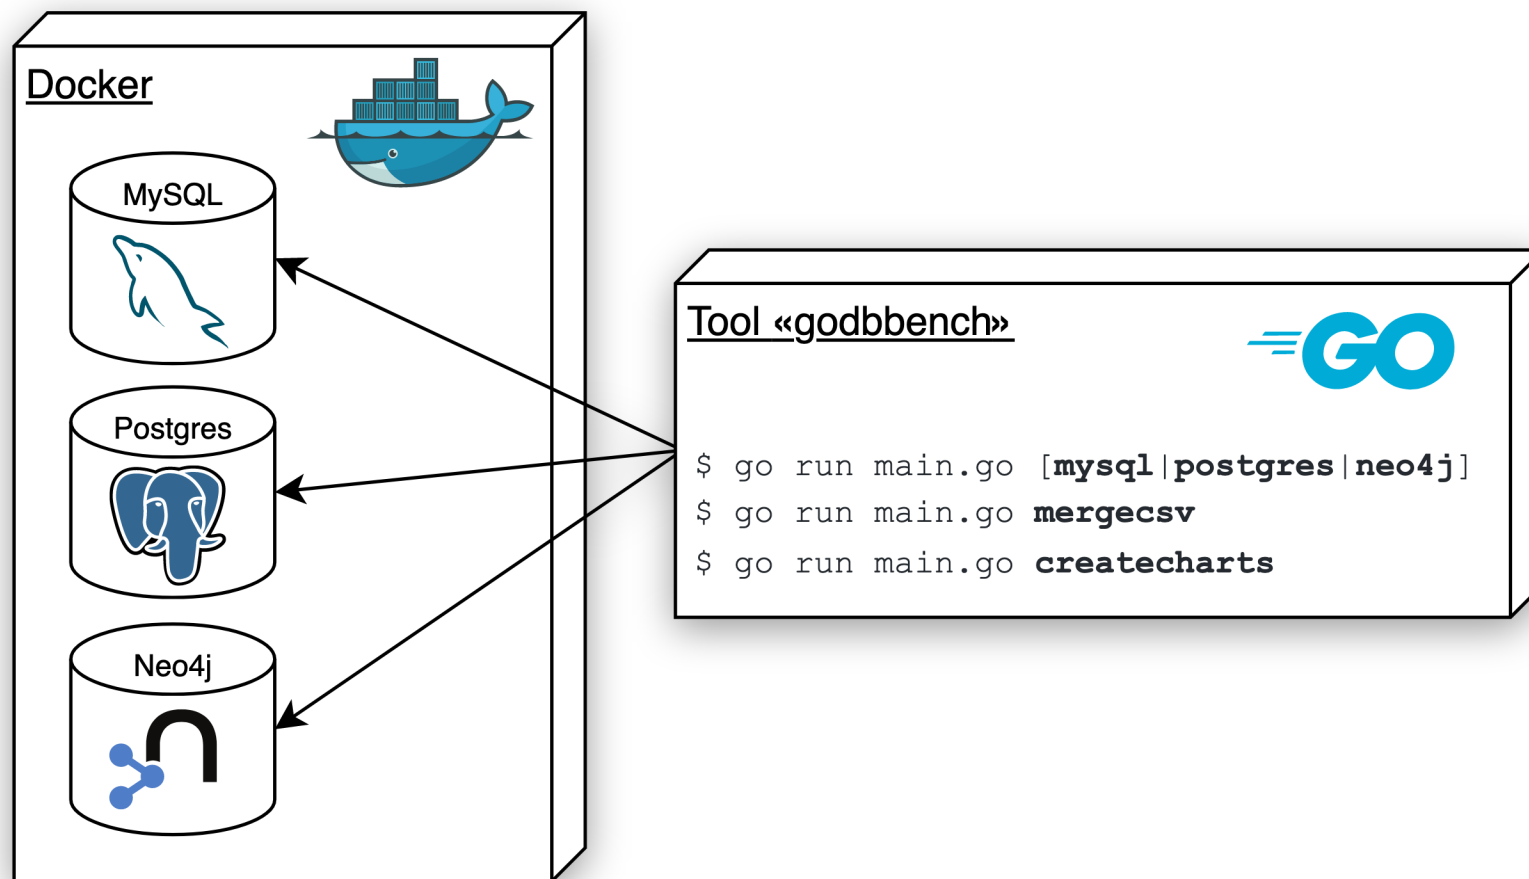 Docker
MySQL
Postgres
Neo4j
Tool «godbbench»
GO
$ go run main.go [mysql|postgres|neo4j]
$ go run main.go mergecsv
$ go run main.go createcharts